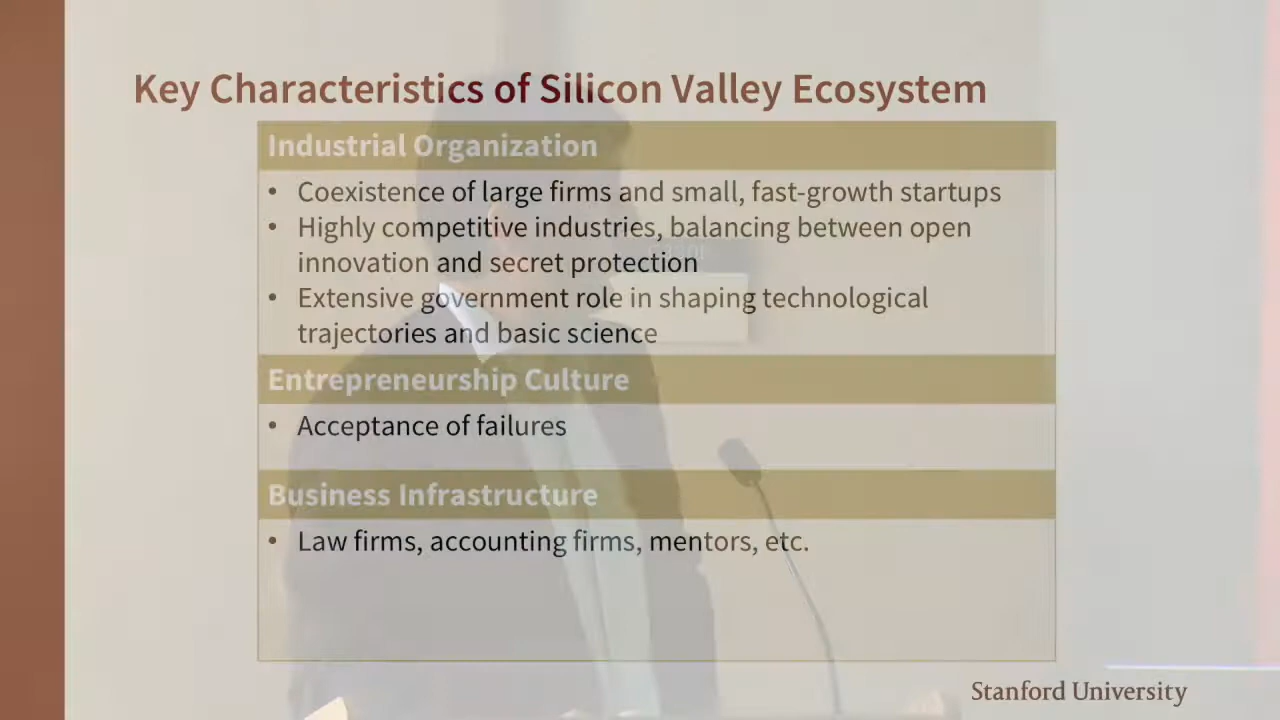 Key Characteristics of Silicon Valley Ecosystem
Industrial Organization
• Coexistence of large firms and small, fast-growth startups
• Highly competitive industries, balancing between open
innovation and secret protection
• Extensive government role in shaping technological
trajectories and basic science
Entrepreneurship Culture
• Acceptance of failures
Business Infrastructure
• Law firms, accounting firms, mentors, etc.
Stanford University